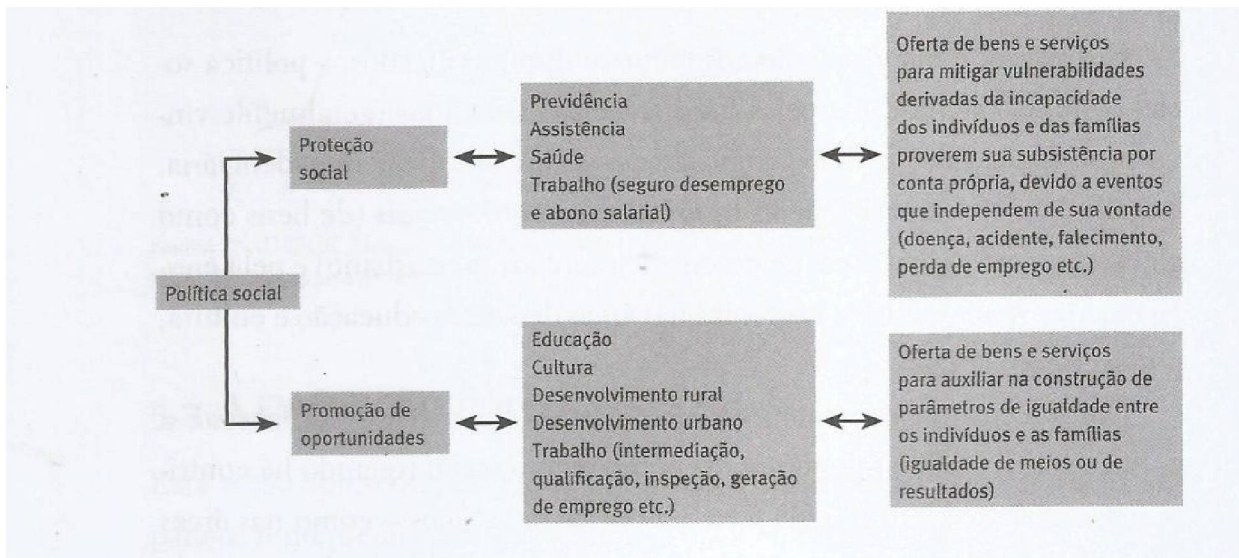 Política social
Proteção
social
Previdência
Assistência
Saúde
Trabalho (seguro desemprego
e abono salarial)
Oferta de bens e serviços
para mitigar vulnerabilidades
derivadas da incapacidade
dos indivíduos e das famílias
proverem sua subsistência por
conta própria, devido a eventos
que independem de sua vontade
(doença, acidente, falecimento,
perda de emprego etc.)
Promoção de
oportunidades
Educação
Cultura
Desenvolvimento rural
Desenvolvimento urbano
Trabalho (intermediação,
qualificação, inspeção, geração
de emprego etc.)
Oferta de bens e serviços
para auxiliar na construção de
parâmetros de igualdade entre
os indivíduos e as famílias
(igualdade de meios ou de
resultados)